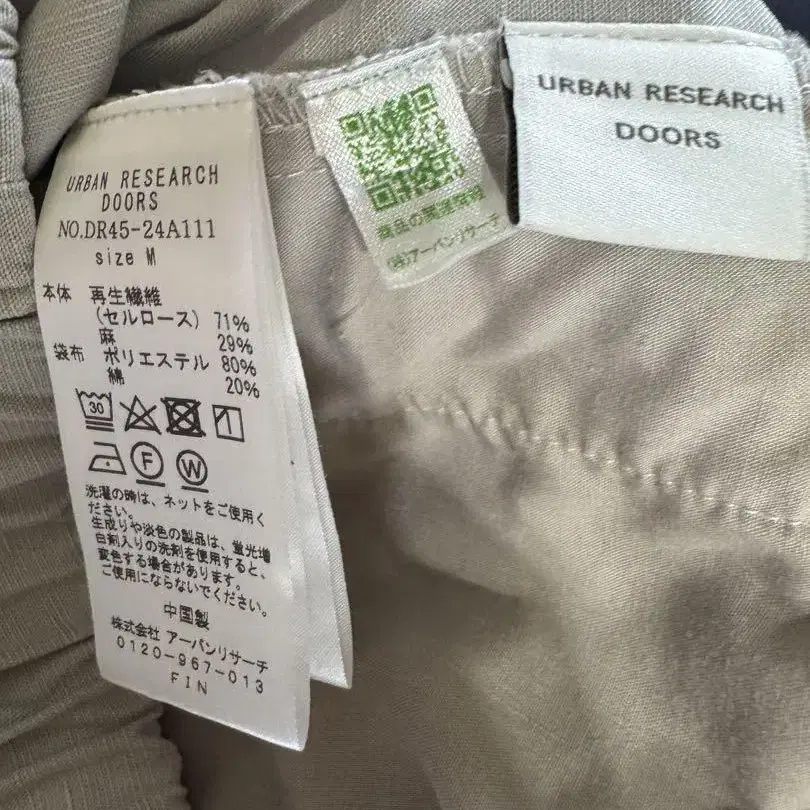 URBAN RESEARCH
DOORS
NO.DR45-24A111
size M
本体 再生繊維
(セルロース) 71%
麻 29%
袋布 ポリエステル 80%
綿 20%
30
F
W
洗濯の時は、ネットをご使用く
ださい。
生成りや淡色の製品は、蛍光増
白剤入りの洗剤を使用すると、
変色する場合があります。
ご使用にならないでください。
中国製
株式会社 アーバンリサーチ
0120-967-013
FIN
商品の
㈱アーバンリサーチ
URBAN RESEARCH
DOORS